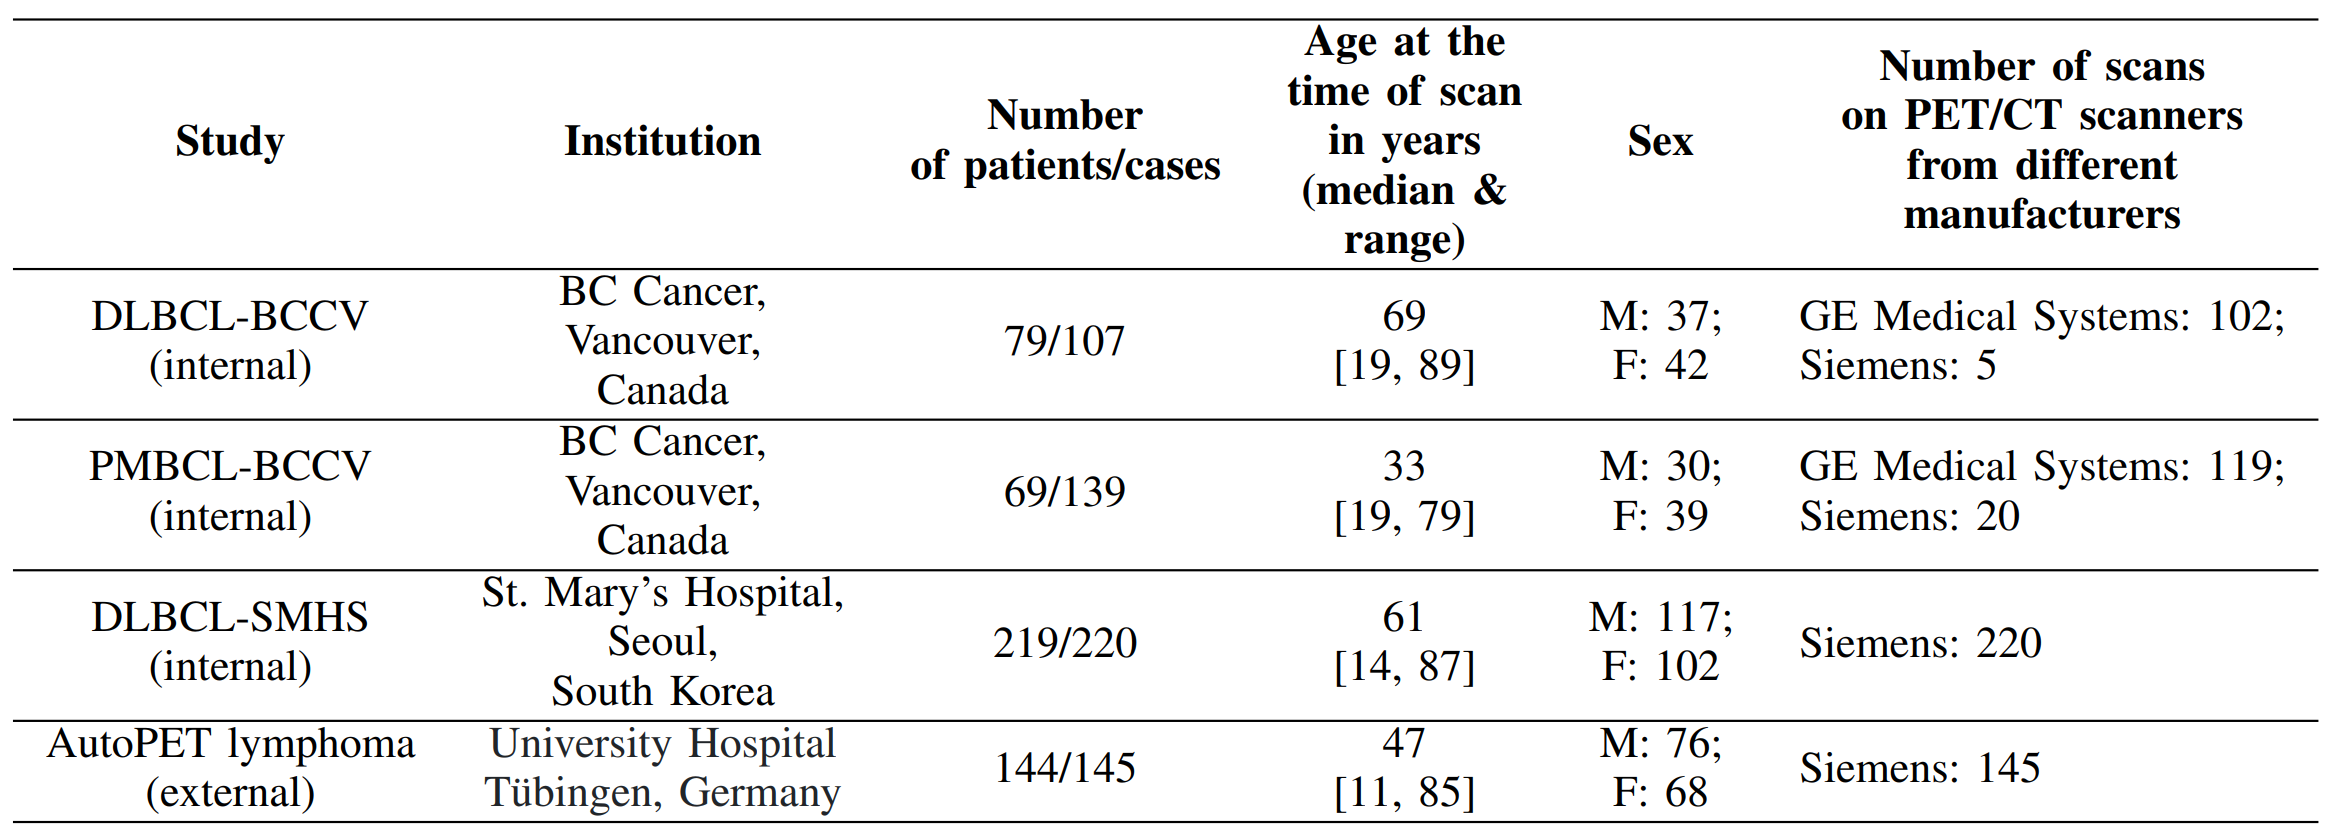 Study
Institution
Number
of patients/cases
Age at the
time of scan
in years
(median &
range)
Sex
Number of scans
on PET/CT scanners
from different
manufacturers
DLBCL-BCCV
(internal)
BC Cancer,
Vancouver,
Canada
79/107
69
[19, 89]
M: 37;
F: 42
GE Medical Systems: 102;
Siemens: 5
PMBCL-BCCV
(internal)
BC Cancer,
Vancouver,
Canada
69/139
33
[19, 79]
M: 30;
F: 39
GE Medical Systems: 119;
Siemens: 20
DLBCL-SMHS
(internal)
St. Mary's Hospital,
Seoul,
South Korea
219/220
61
[14, 87]
M: 117;
F: 102
Siemens: 220
AutoPET lymphoma
(external)
University Hospital
Tübingen, Germany
144/145
47
[11, 85]
M: 76;
F: 68
Siemens: 145